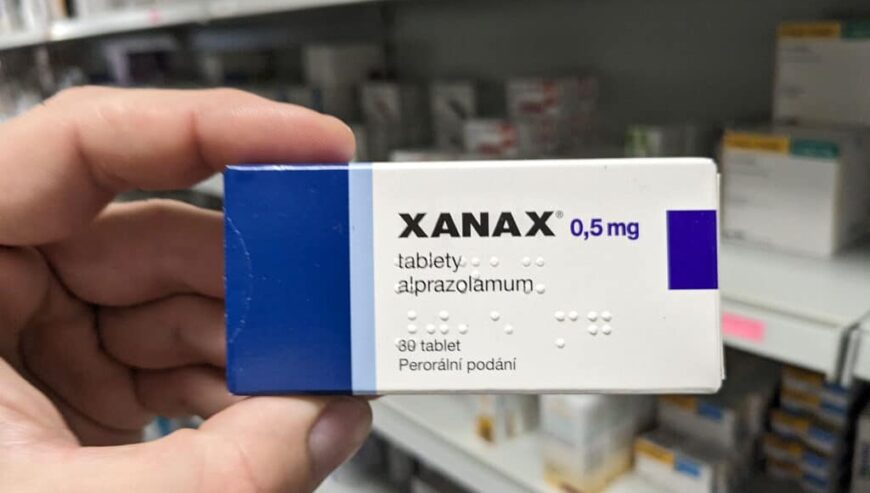 XANAX® 0,5 mg
tablety
alprazolamum
30 tablet
Perorální podání